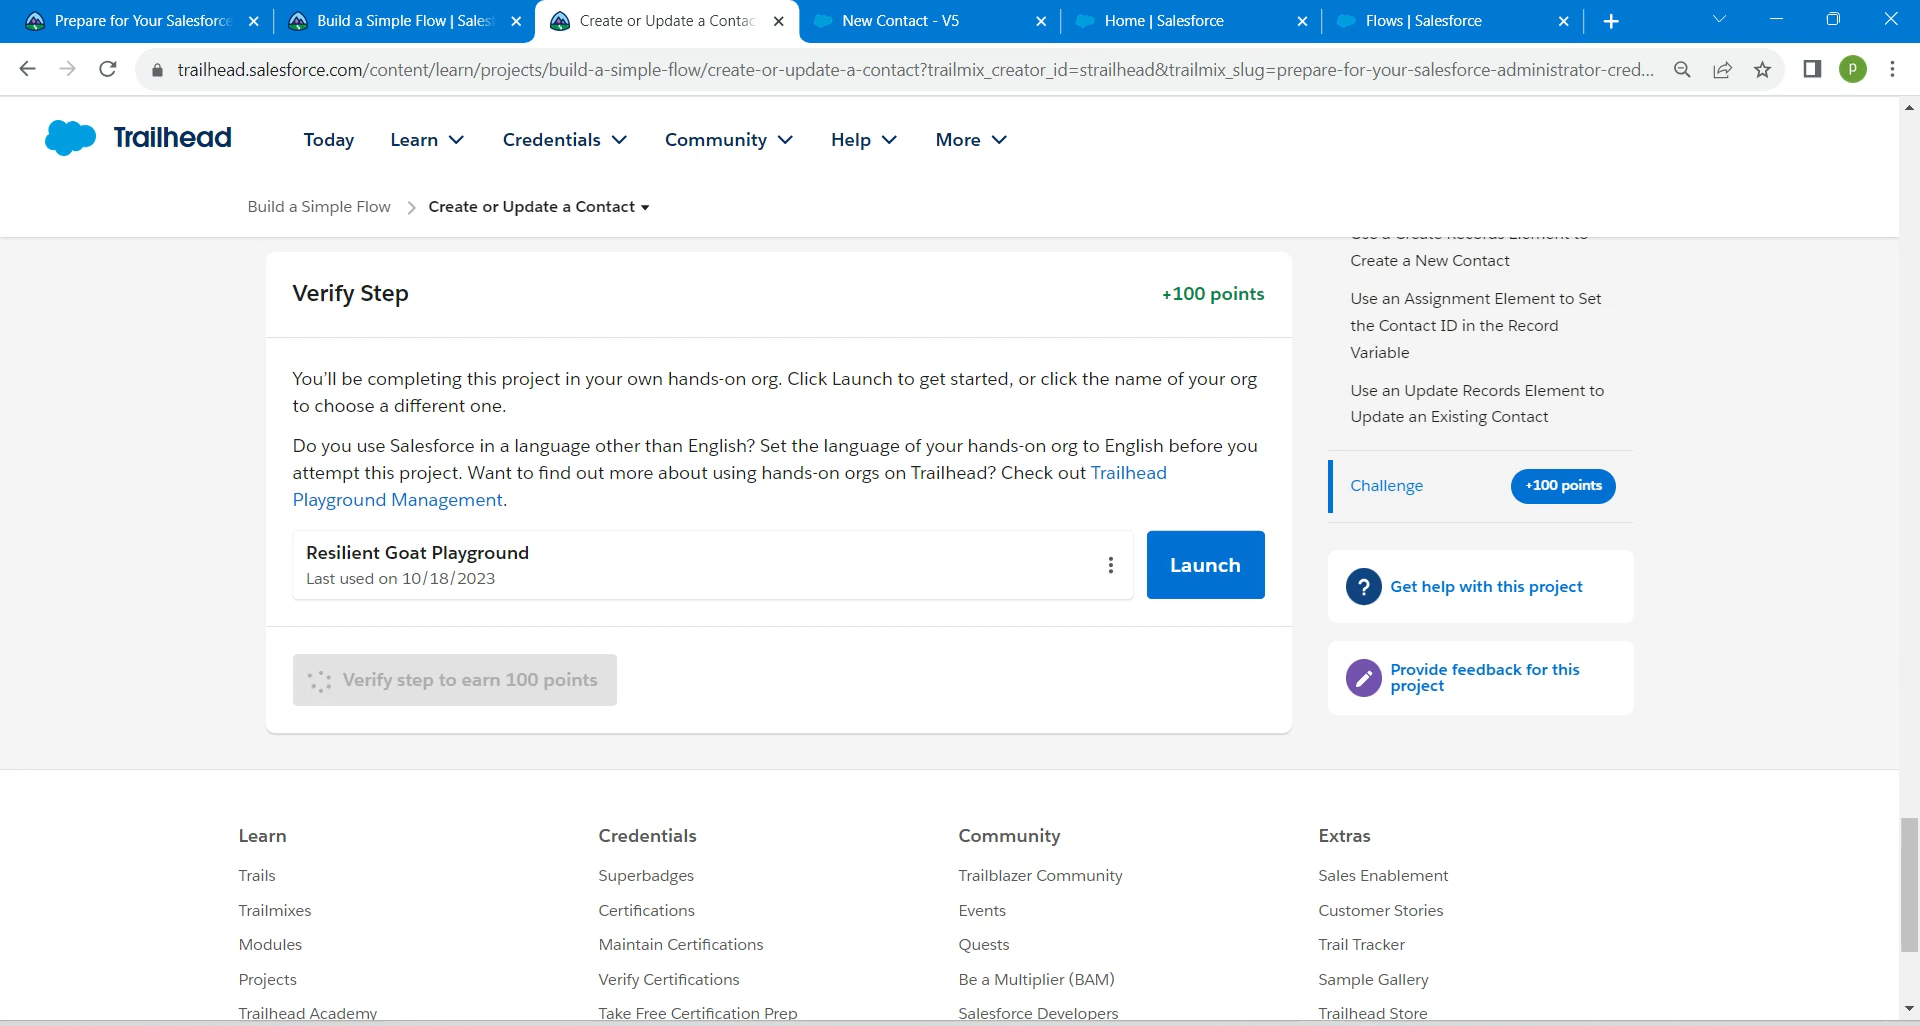 Prepare for Your Salesforce
Build a Simple Flow | Sales
Create or Update a Contac
New Contact - V5
Home | Salesforce
Flows | Salesforce
trailhead.salesforce.com/content/learn/projects/build-a-simple-flow/create-or-update-a-contact?trailmix_creator_id=strailhead&trailmix_slug=prepare-for-your-salesforce-administrator-cred...
P
Trailhead
Today
Learn
Credentials
Community
Help
More
Build a Simple Flow
Create or Update a Contact
Verify Step
+100 points
You'll be completing this project in your own hands-on org. Click Launch to get started, or click the name of your org
to choose a different one.
Do you use Salesforce in a language other than English? Set the language of your hands-on org to English before you
attempt this project. Want to find out more about using hands-on orgs on Trailhead? Check out Trailhead
Playground Management.
Resilient Goat Playground
Last used on 10/18/2023
Launch
Verify step to earn 100 points
Use a Create Records Element to
Create a New Contact
Use an Assignment Element to Set
the Contact ID in the Record
Variable
Use an Update Records Element to
Update an Existing Contact
Challenge
+100 points
?
Get help with this project
Provide feedback for this
project
Learn
Trails
Trailmixes
Modules
Projects
Trailhead Academy
Credentials
Superbadges
Certifications
Maintain Certifications
Verify Certifications
Take Free Certification Prep
Community
Trailblazer Community
Events
Quests
Be a Multiplier (BAM)
Salesforce Developers
Extras
Sales Enablement
Customer Stories
Trail Tracker
Sample Gallery
Trailhead Store